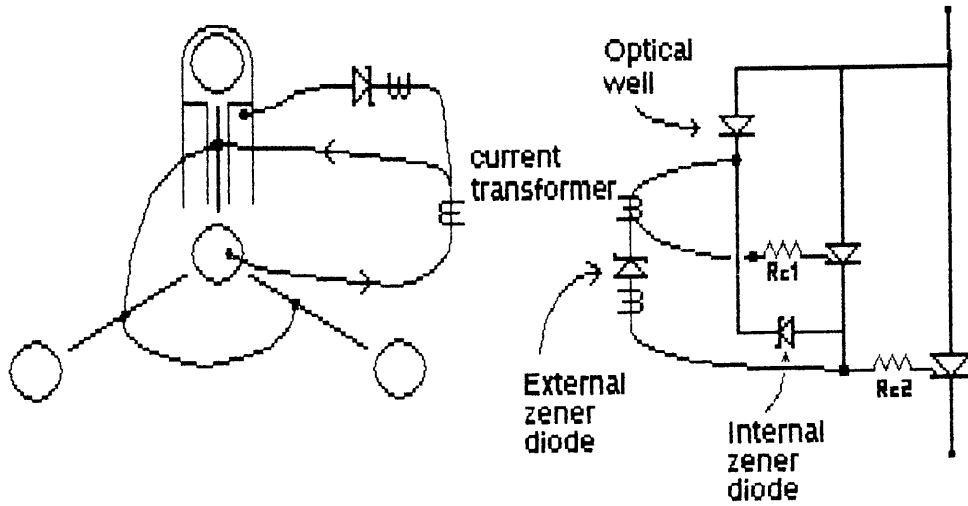 Optical
well
current
transformer
Rc1
Rc2
External
zener
diode
Internal
zener
diode